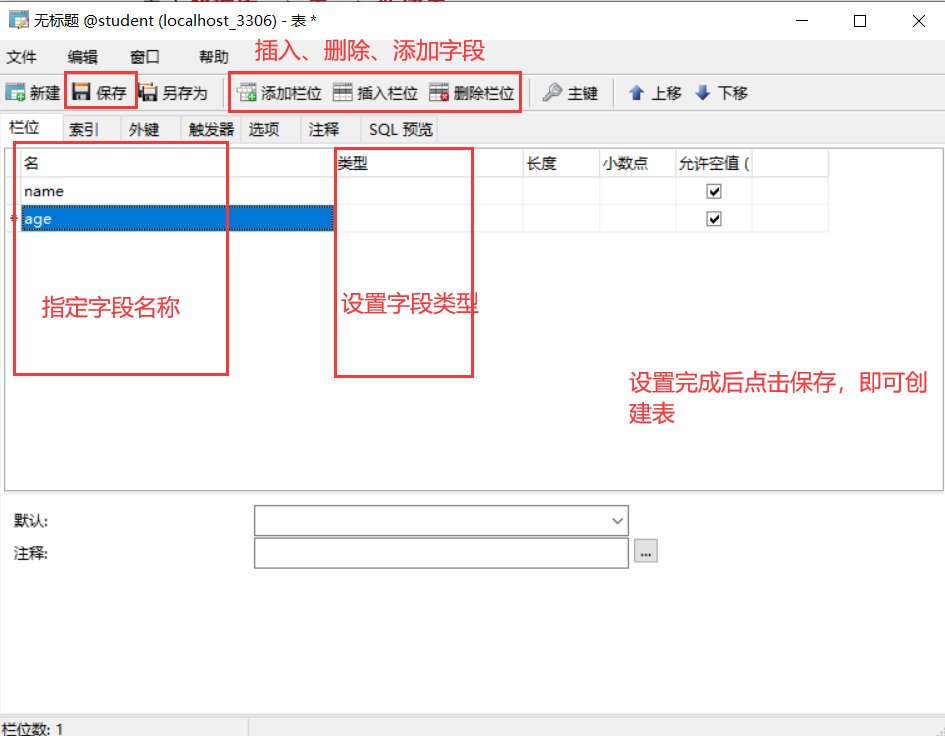 无标题 @student (localhost_3306) - 表 *
文件 编辑 窗口 帮助 插入、删除、添加字段
新建 保存 另存为 添加栏位 插入栏位 删除栏位 主键 上移 下移
栏位 索引 外键 触发器 选项 注释 SQL 预览
名 类型 长度 小数点 允许空值 (
name
age
指定字段名称 设置字段类型
设置完成后点击保存，即可创
建表
默认:
注释:
...
栏位数: 1